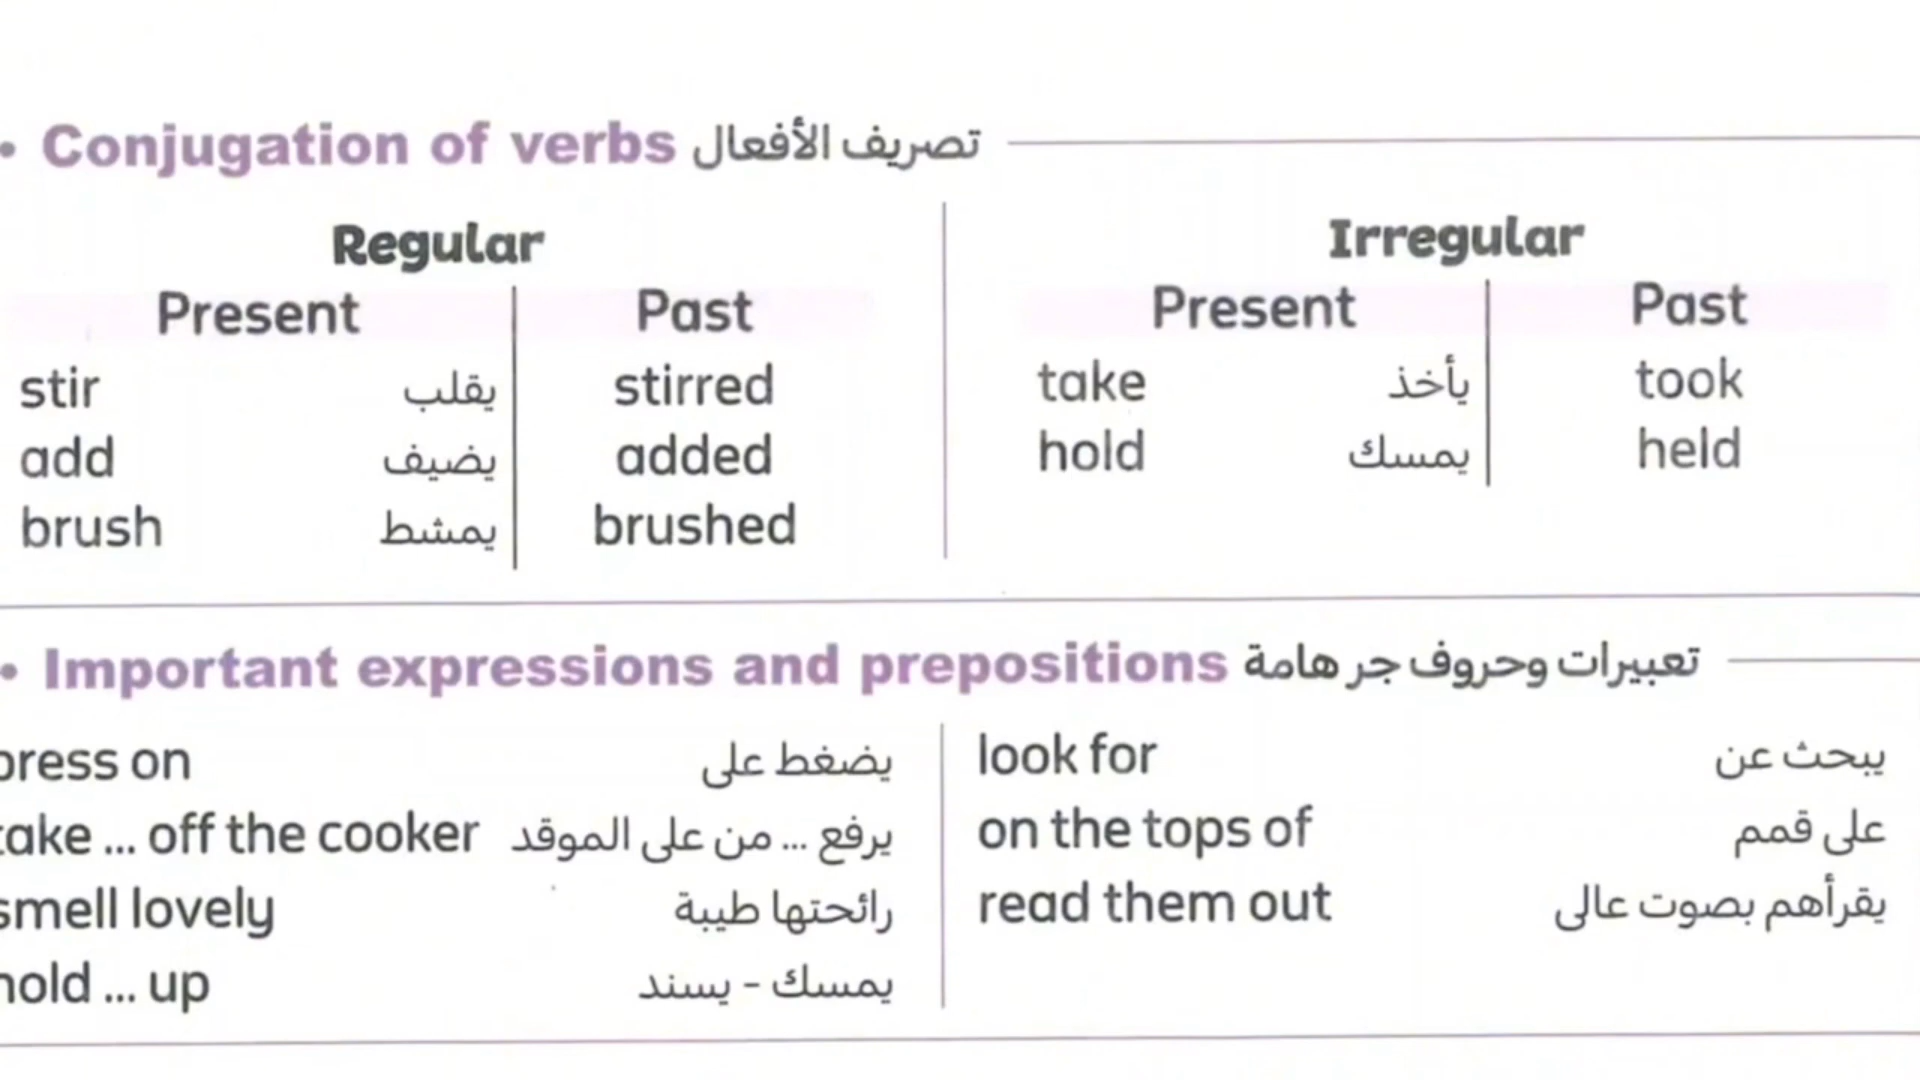 • Conjugation of verbs تصريف الأفعال
Regular
Present Past
stir يقلب stirred
add يضيف added
brush يمشط brushed
Irregular
Present Past
take يأخذ took
hold يمسك held
• Important expressions and prepositions تعبيرات وحروف جر هامة
press on يضغط على
take ... off the cooker يرفع ... من على الموقد
smell lovely رائحتها طيبة
hold ... up يمسك - يسند
look for يبحث عن
on the tops of على قمم
read them out يقرأهم بصوت عالى